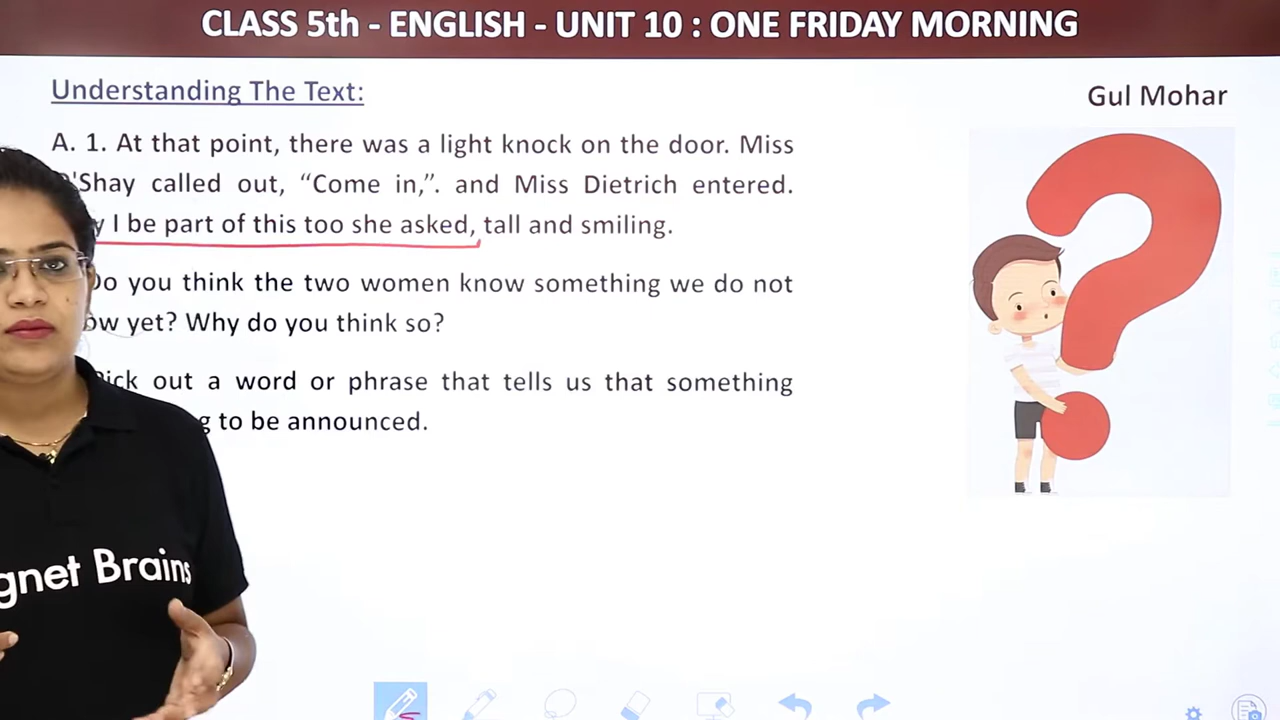 CLASS 5th - ENGLISH - UNIT 10 : ONE FRIDAY MORNING
Understanding The Text:
Gul Mohar
A. 1. At that point, there was a light knock on the door. Miss
'Shay called out, “Come in,”. and Miss Dietrich entered.
y I be part of this too she asked, tall and smiling.
Do you think the two women know something we do not
ow yet? Why do you think so?
Pick out a word or phrase that tells us that something
g to be announced.
gnet Brains